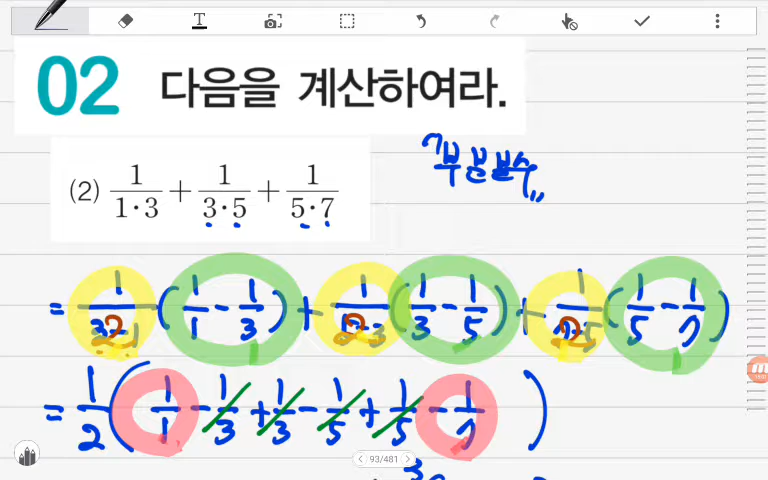 02 다음을 계산하여라.
"부분분수"
(2) 1/(1·3) + 1/(3·5) + 1/(5·7)
= 1/2 (1/1 - 1/3) + 1/2 (1/3 - 1/5) + 1/2 (1/5 - 1/7)
= 1/2 (1/1 - 1/3 + 1/3 - 1/5 + 1/5 - 1/7)
93/481